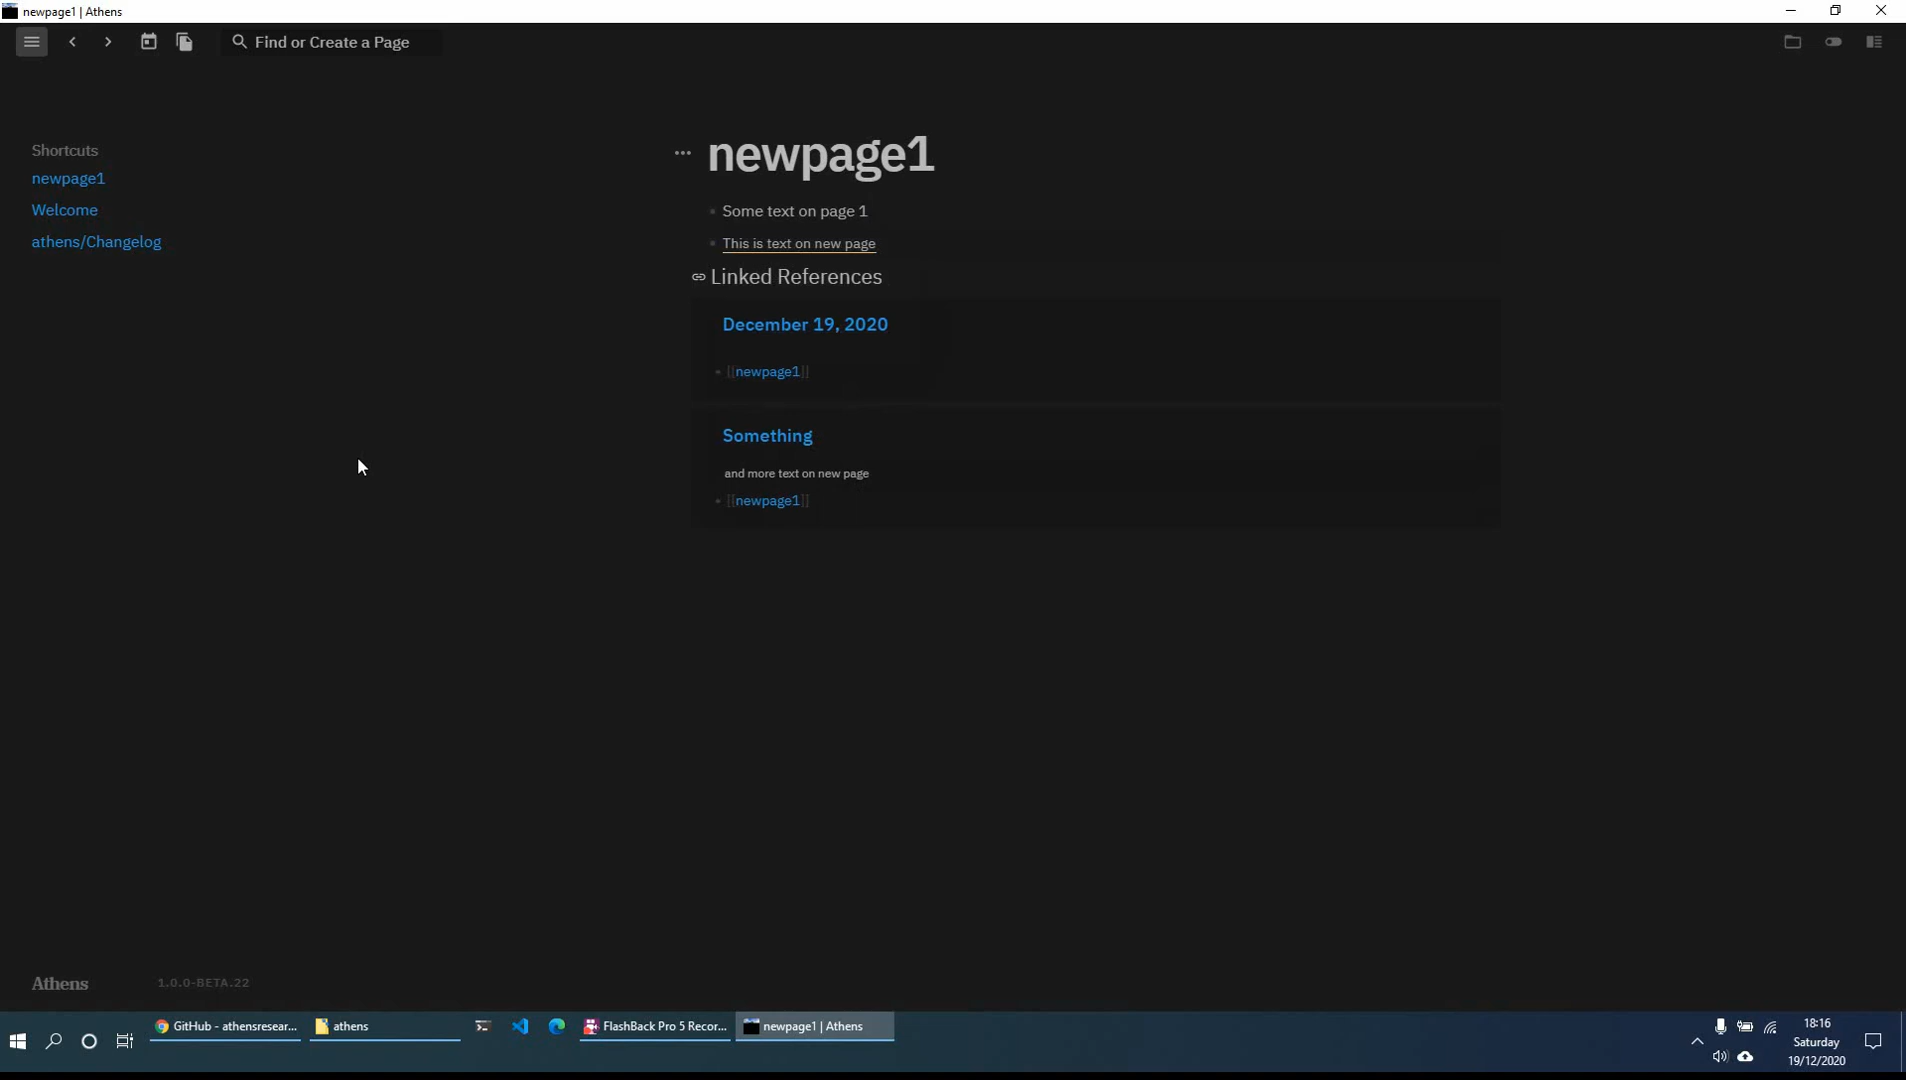 newpage1 | Athens
Find or Create a Page
Shortcuts
newpage1
Welcome
athens/Changelog
newpage1
Some text on page 1
This is text on new page
Linked References
December 19, 2020
[[newpage1]]
Something
and more text on new page
[[newpage1]]
Athens
1.0.0-BETA.22
GitHub - athensresear...
athens
FlashBack Pro 5 Recor...
newpage1 | Athens
18:16
Saturday
19/12/2020